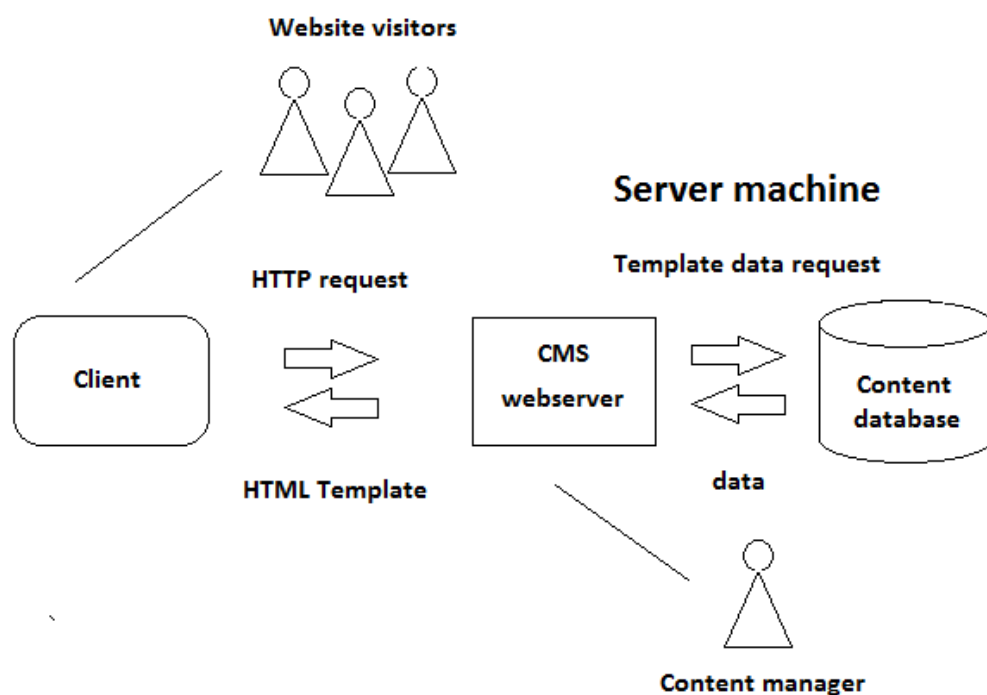 Website visitors
Server machine
HTTP request
Template data request
Client
CMS
webserver
Content
database
HTML Template
data
Content manager